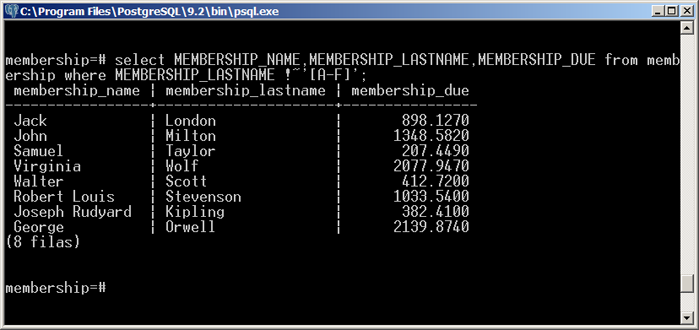 C:\Program Files\PostgreSQL\9.2\bin\psql.exe
membership=# select MEMBERSHIP_NAME,MEMBERSHIP_LASTNAME,MEMBERSHIP_DUE from memb
ership where MEMBERSHIP_LASTNAME !~'[A-F]';
membership_name | membership_lastname | membership_due
-----------------+---------------------+----------------
Jack | London | 898.1270
John | Milton | 1348.5820
Samuel | Taylor | 207.4490
Virginia | Wolf | 2077.9470
Walter | Scott | 412.7200
Robert Louis | Stevenson | 1033.5400
Joseph Rudyard | Kipling | 382.4100
George | Orwell | 2139.8740
(8 filas)
membership=#